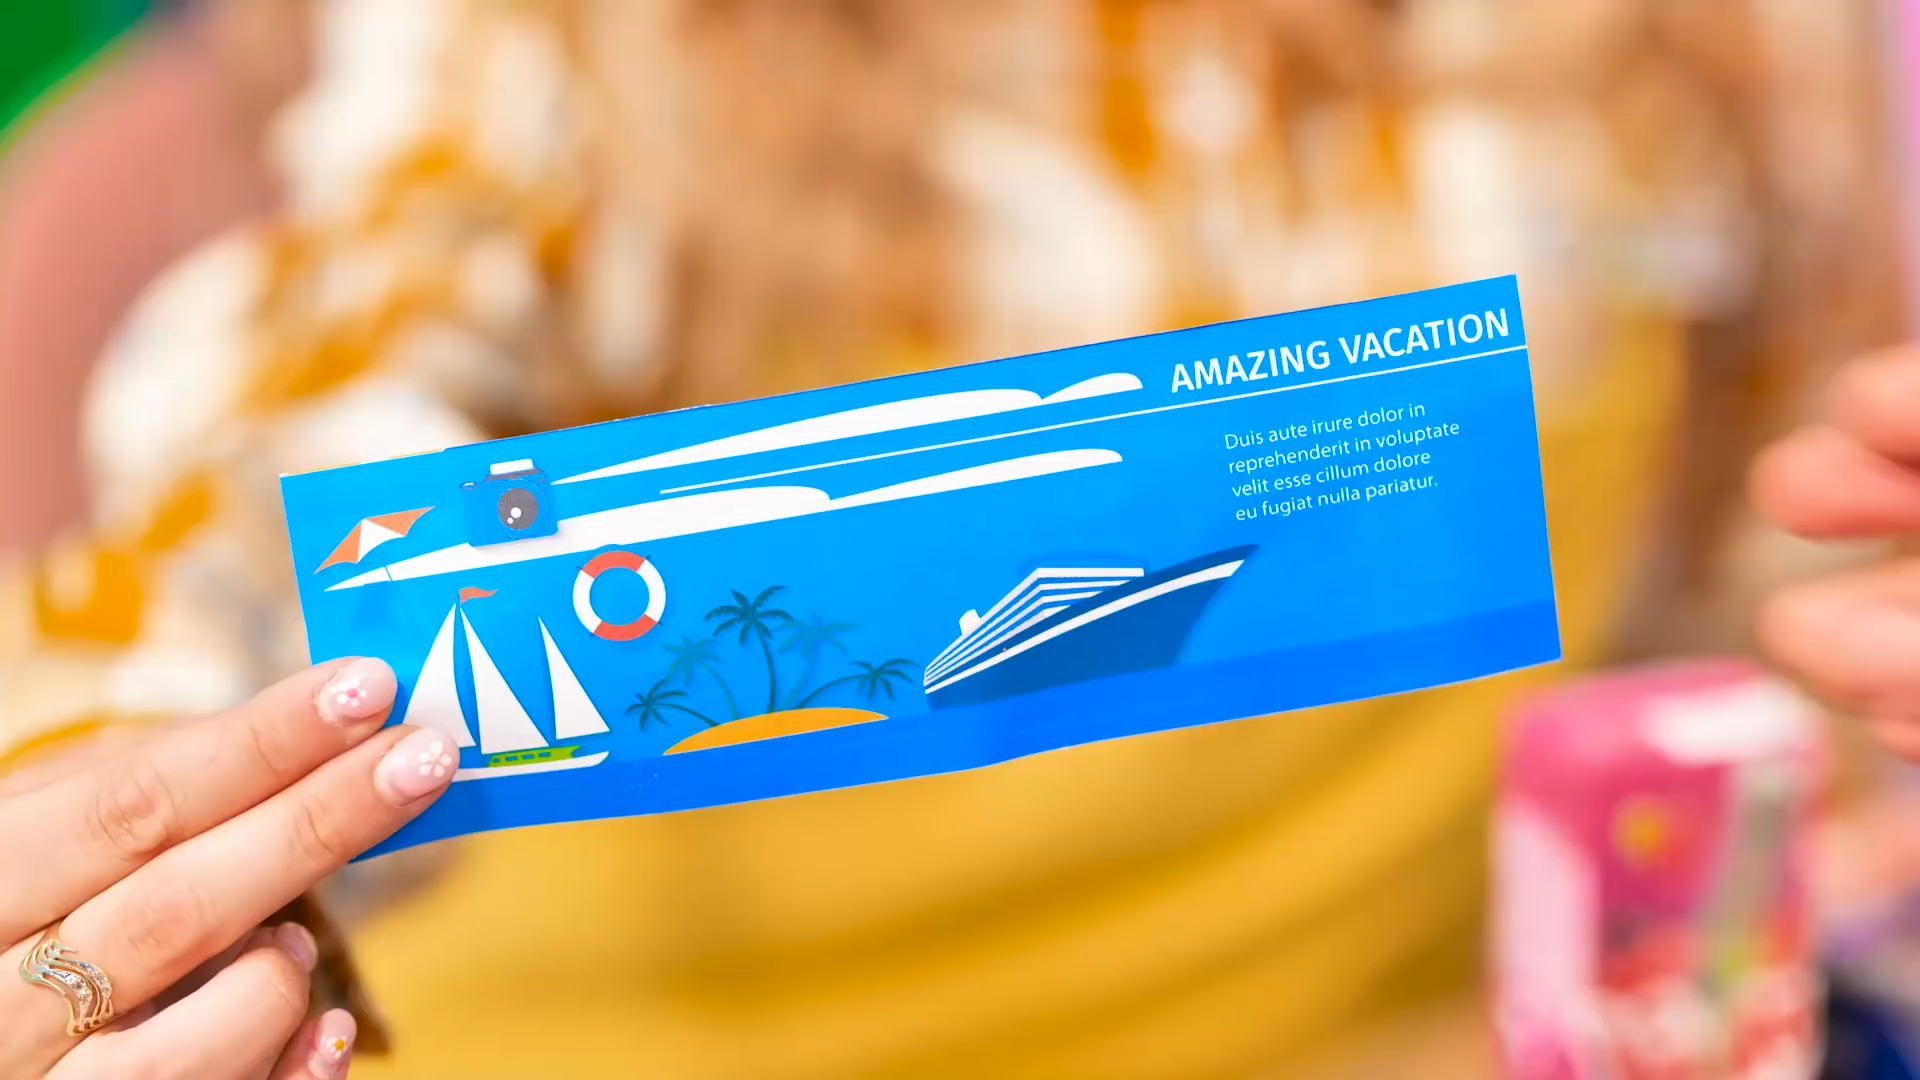 AMAZING VACATION
Duis aute irure dolor in
reprehenderit in voluptate
velit esse cillum dolore
eu fugiat nulla pariatur.